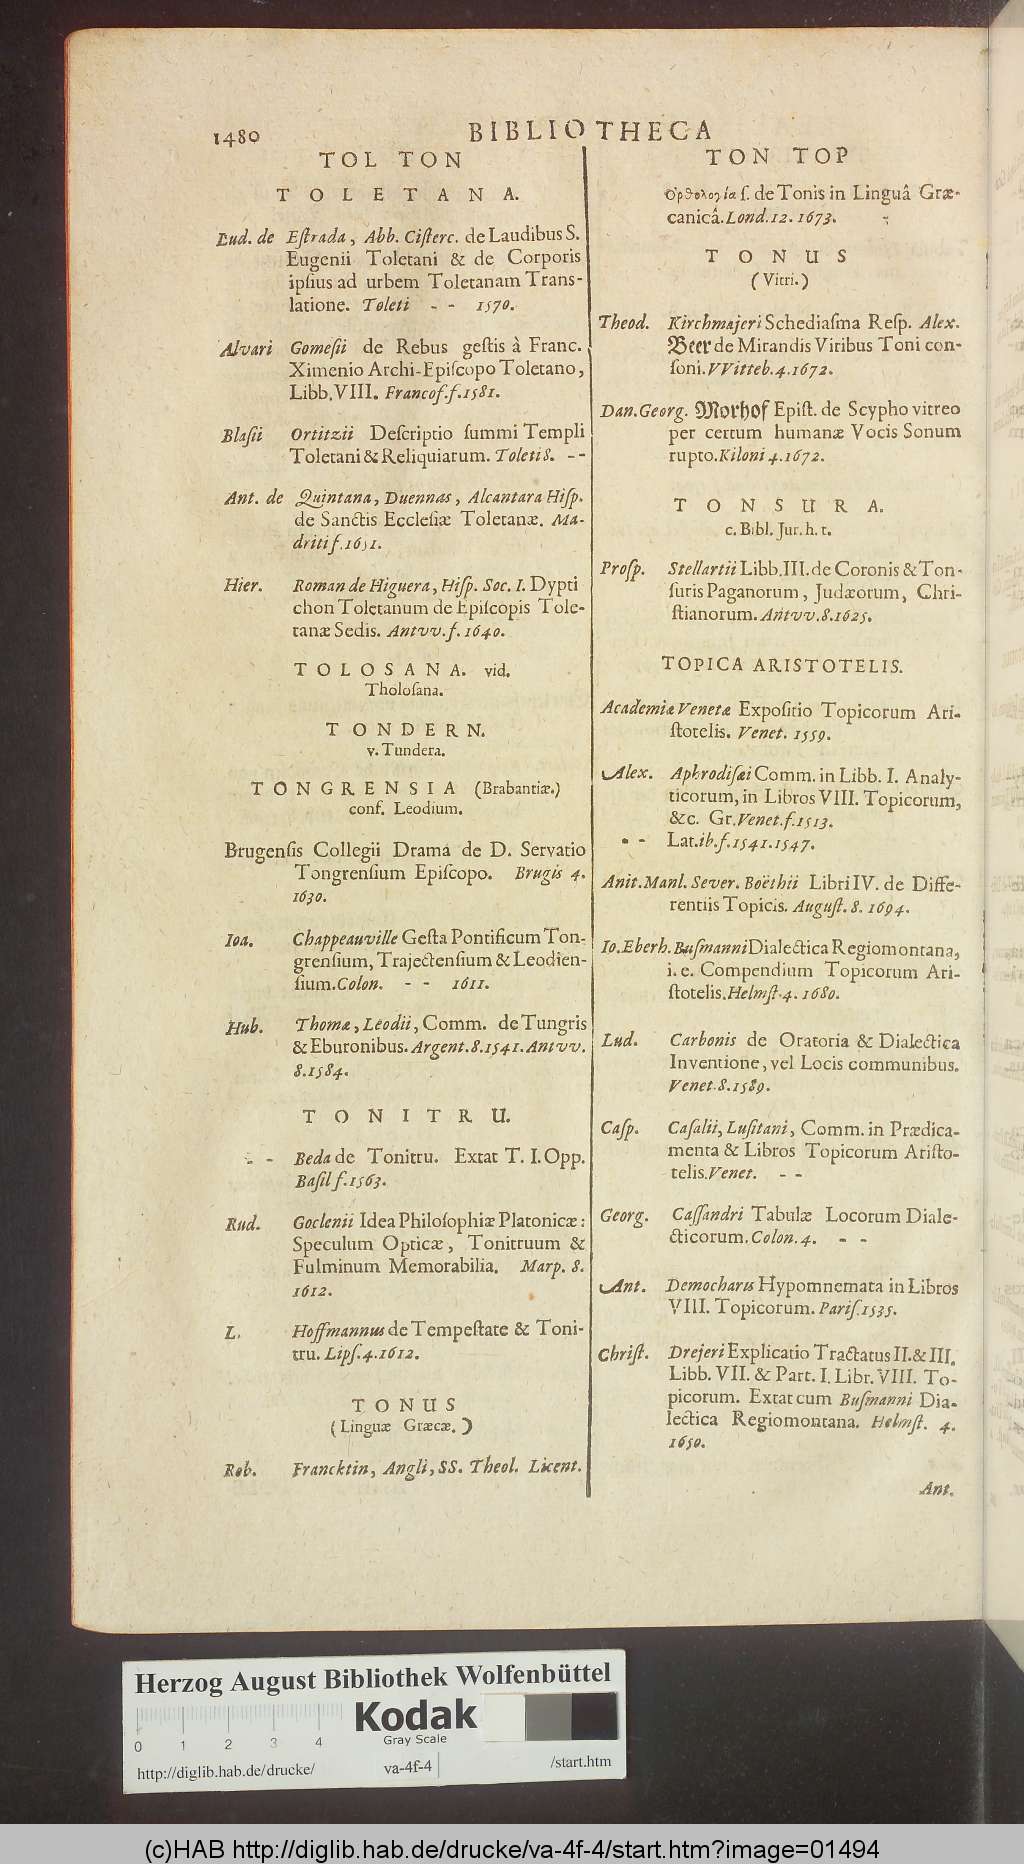 1480
BIBLIOTHECA
TOL TON
TOLETANA.
Lud. de Eſtrada, Abb. Ciſterc. de Laudibus S.
Eugenii Toletani & de Corporis
ipſius ad urbem Toletanam Trans-
latione. Toleti - - 1570.
Alvari Gomeſii de Rebus geſtis à Franc.
Ximenio Archi-Epiſcopo Toletano,
Libb. VIII. Francof. f. 1581.
Blaſii Ortitzii Deſcriptio ſummi Templi
Toletani & Reliquiarum. Toleti 8. - -
Ant. de Quintana, Duennas, Alcantara Hiſp.
de Sanctis Eccleſiæ Toletanæ. Ma-
driti f. 1651.
Hier. Roman de Higuera, Hiſp. Soc. I. Dypti
chon Toletanum de Epiſcopis Tole-
tanæ Sedis. Antvv. f. 1640.
TOLOSANA. vid.
Tholoſana.
TONDERN.
v. Tundera.
TONGRENSIA (Brabantiæ.)
conf. Leodium.
Brugenſis Collegii Drama de D. Servatio
Tongrenſium Epiſcopo. Brugis 4.
1630.
Ioa. Chappeauville Geſta Pontificum Ton-
grenſium, Trajectenſium & Leodien-
ſium. Colon. - - 1611.
Hub. Thomæ, Leodii, Comm. de Tungris
& Eburonibus. Argent. 8. 1541. Antvv.
8. 1584.
TONITRU.
- - Beda de Tonitru. Extat T. I. Opp.
Baſil f. 1563.
Rud. Goclenii Idea Philoſophiæ Platonicæ:
Speculum Opticæ, Tonitruum &
Fulminum Memorabilia. Marp. 8.
1612.
L. Hoffmannus de Tempeſtate & Toni-
tru. Lipſ. 4. 1612.
TONUS
(Linguæ Græcæ.)
Rob. Francktin, Angli, SS. Theol. Licent.
TON TOP
Ορθολογία ſ. de Tonis in Linguâ Græ-
canicâ. Lond. 12. 1673.
TONUS
(Vitri.)
Theod. Kirchmajeri Schediaſma Reſp. Alex.
Beer de Mirandis Viribus Toni con-
ſoni. VVitteb. 4. 1672.
Dan. Georg. Morhof Epiſt. de Scypho vitreo
per certum humanæ Vocis Sonum
rupto. Kiloni 4. 1672.
TONSURA.
c. Bibl. Jur. h. t.
Proſp. Stellartii Libb. III. de Coronis & Ton-
ſuris Paganorum, Judæorum, Chri-
ſtianorum. Antvv. 8. 1625.
TOPICA ARISTOTELIS.
Academiæ Venetæ Expoſitio Topicorum Ari-
ſtotelis. Venet. 1559.
Alex. Aphrodiſæi Comm. in Libb. I. Analy-
ticorum, in Libros VIII. Topicorum,
&c. Gr. Venet. f. 1513.
- - Lat. ib. f. 1541. 1547.
Anit. Manl. Sever. Boëthii Libri IV. de Diffe-
rentiis Topicis. Auguſt. 8. 1694.
Io. Eberh. Buſmanni Dialectica Regiomontana,
i. e. Compendium Topicorum Ari-
ſtotelis. Helmſt. 4. 1680.
Lud. Carbonis de Oratoria & Dialectica
Inventione, vel Locis communibus.
Venet. 8. 1589.
Caſp. Caſalii, Luſitani, Comm. in Prædica-
menta & Libros Topicorum Ariſto-
telis. Venet. - -
Georg. Caſſandri Tabulæ Locorum Diale-
cticorum. Colon. 4. - -
Ant. Democharis Hypomnemata in Libros
VIII. Topicorum. Pariſ. 1535.
Chriſt. Drejeri Explicatio Tractatus II. & III.
Libb. VII. & Part. I. Libr. VIII. To-
picorum. Extat cum Buſmanni Dia-
lectica Regiomontana. Helmſt. 4.
1650.
Ant.
Herzog August Bibliothek Wolfenbüttel
Kodak
Gray Scale
0 1 2 3 4
http://diglib.hab.de/drucke/ va-4f-4 /start.htm
(c)HAB http://diglib.hab.de/drucke/va-4f-4/start.htm?image=01494